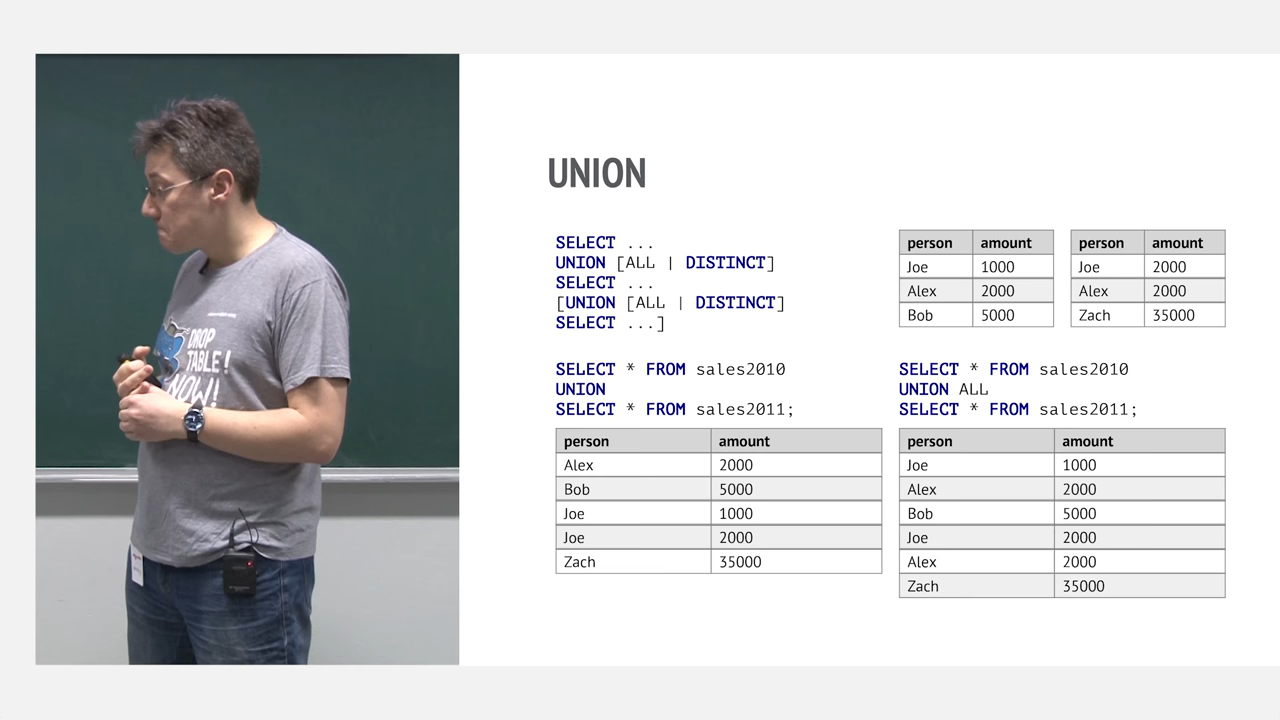 UNION
SELECT ...
UNION [ALL | DISTINCT]
SELECT ...
[UNION [ALL | DISTINCT]
SELECT ...]
person amount
Joe 1000
Alex 2000
Bob 5000
person amount
Joe 2000
Alex 2000
Zach 35000
SELECT * FROM sales2010
UNION
SELECT * FROM sales2011;
person amount
Alex 2000
Bob 5000
Joe 1000
Joe 2000
Zach 35000
SELECT * FROM sales2010
UNION ALL
SELECT * FROM sales2011;
person amount
Joe 1000
Alex 2000
Bob 5000
Joe 2000
Alex 2000
Zach 35000
DROP
TABLE!
NOW!